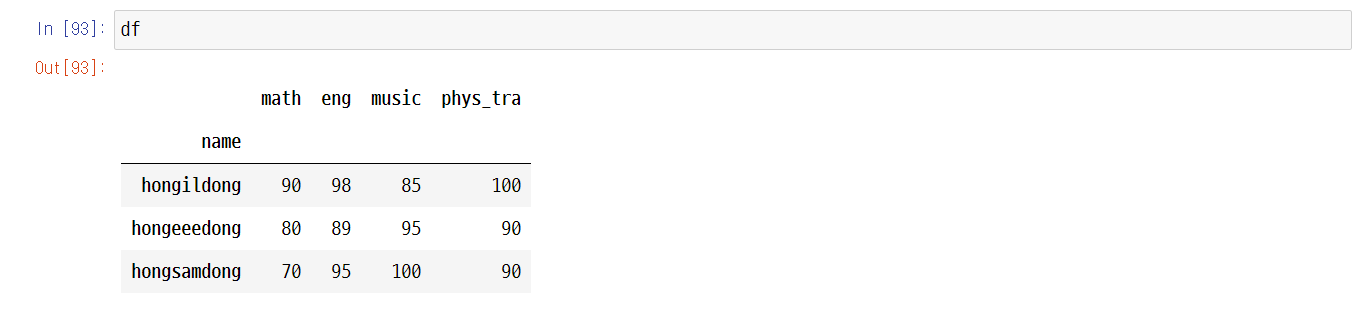 In [93]: df
Out[93]:
math eng music phys_tra
name
hongildong 90 98 85 100
hongeeedong 80 89 95 90
hongsamdong 70 95 100 90